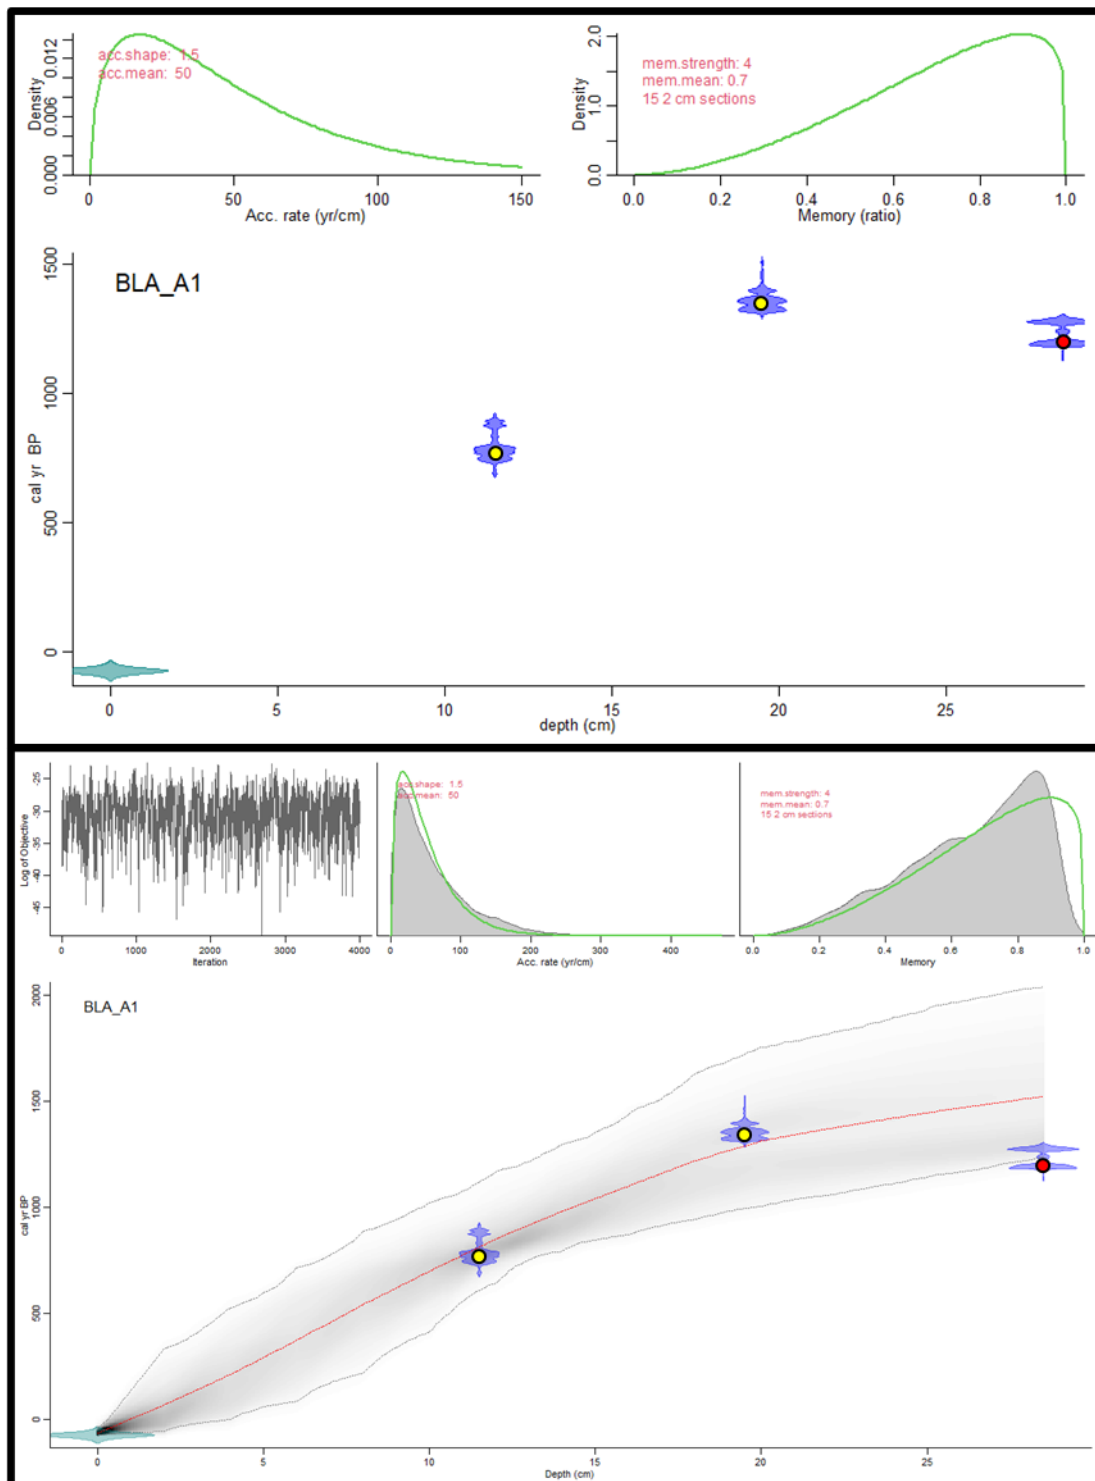 acc.shape: 1.5
acc.mean: 50
Density
0.000
0.006
0.012
0
50
100
150
Acc. rate (yr/cm)
mem.strength: 4
mem.mean: 0.7
15 2 cm sections
Density
0.0
1.0
2.0
0.0
0.2
0.4
0.6
0.8
1.0
Memory (ratio)
BLA_A1
cal yr BP
0
500
1000
1500
0
5
10
15
20
25
depth (cm)
Log of Objective
-25
-30
-35
-40
-45
0
1000
2000
3000
4000
Iteration
acc.shape: 1.5
acc.mean: 50
0
100
200
300
400
Acc. rate (yr/cm)
mem.strength: 4
mem.mean: 0.7
15 2 cm sections
0.0
0.2
0.4
0.6
0.8
1.0
Memory
BLA_A1
cal yr BP
0
500
1000
1500
2000
0
5
10
15
20
25
Depth (cm)